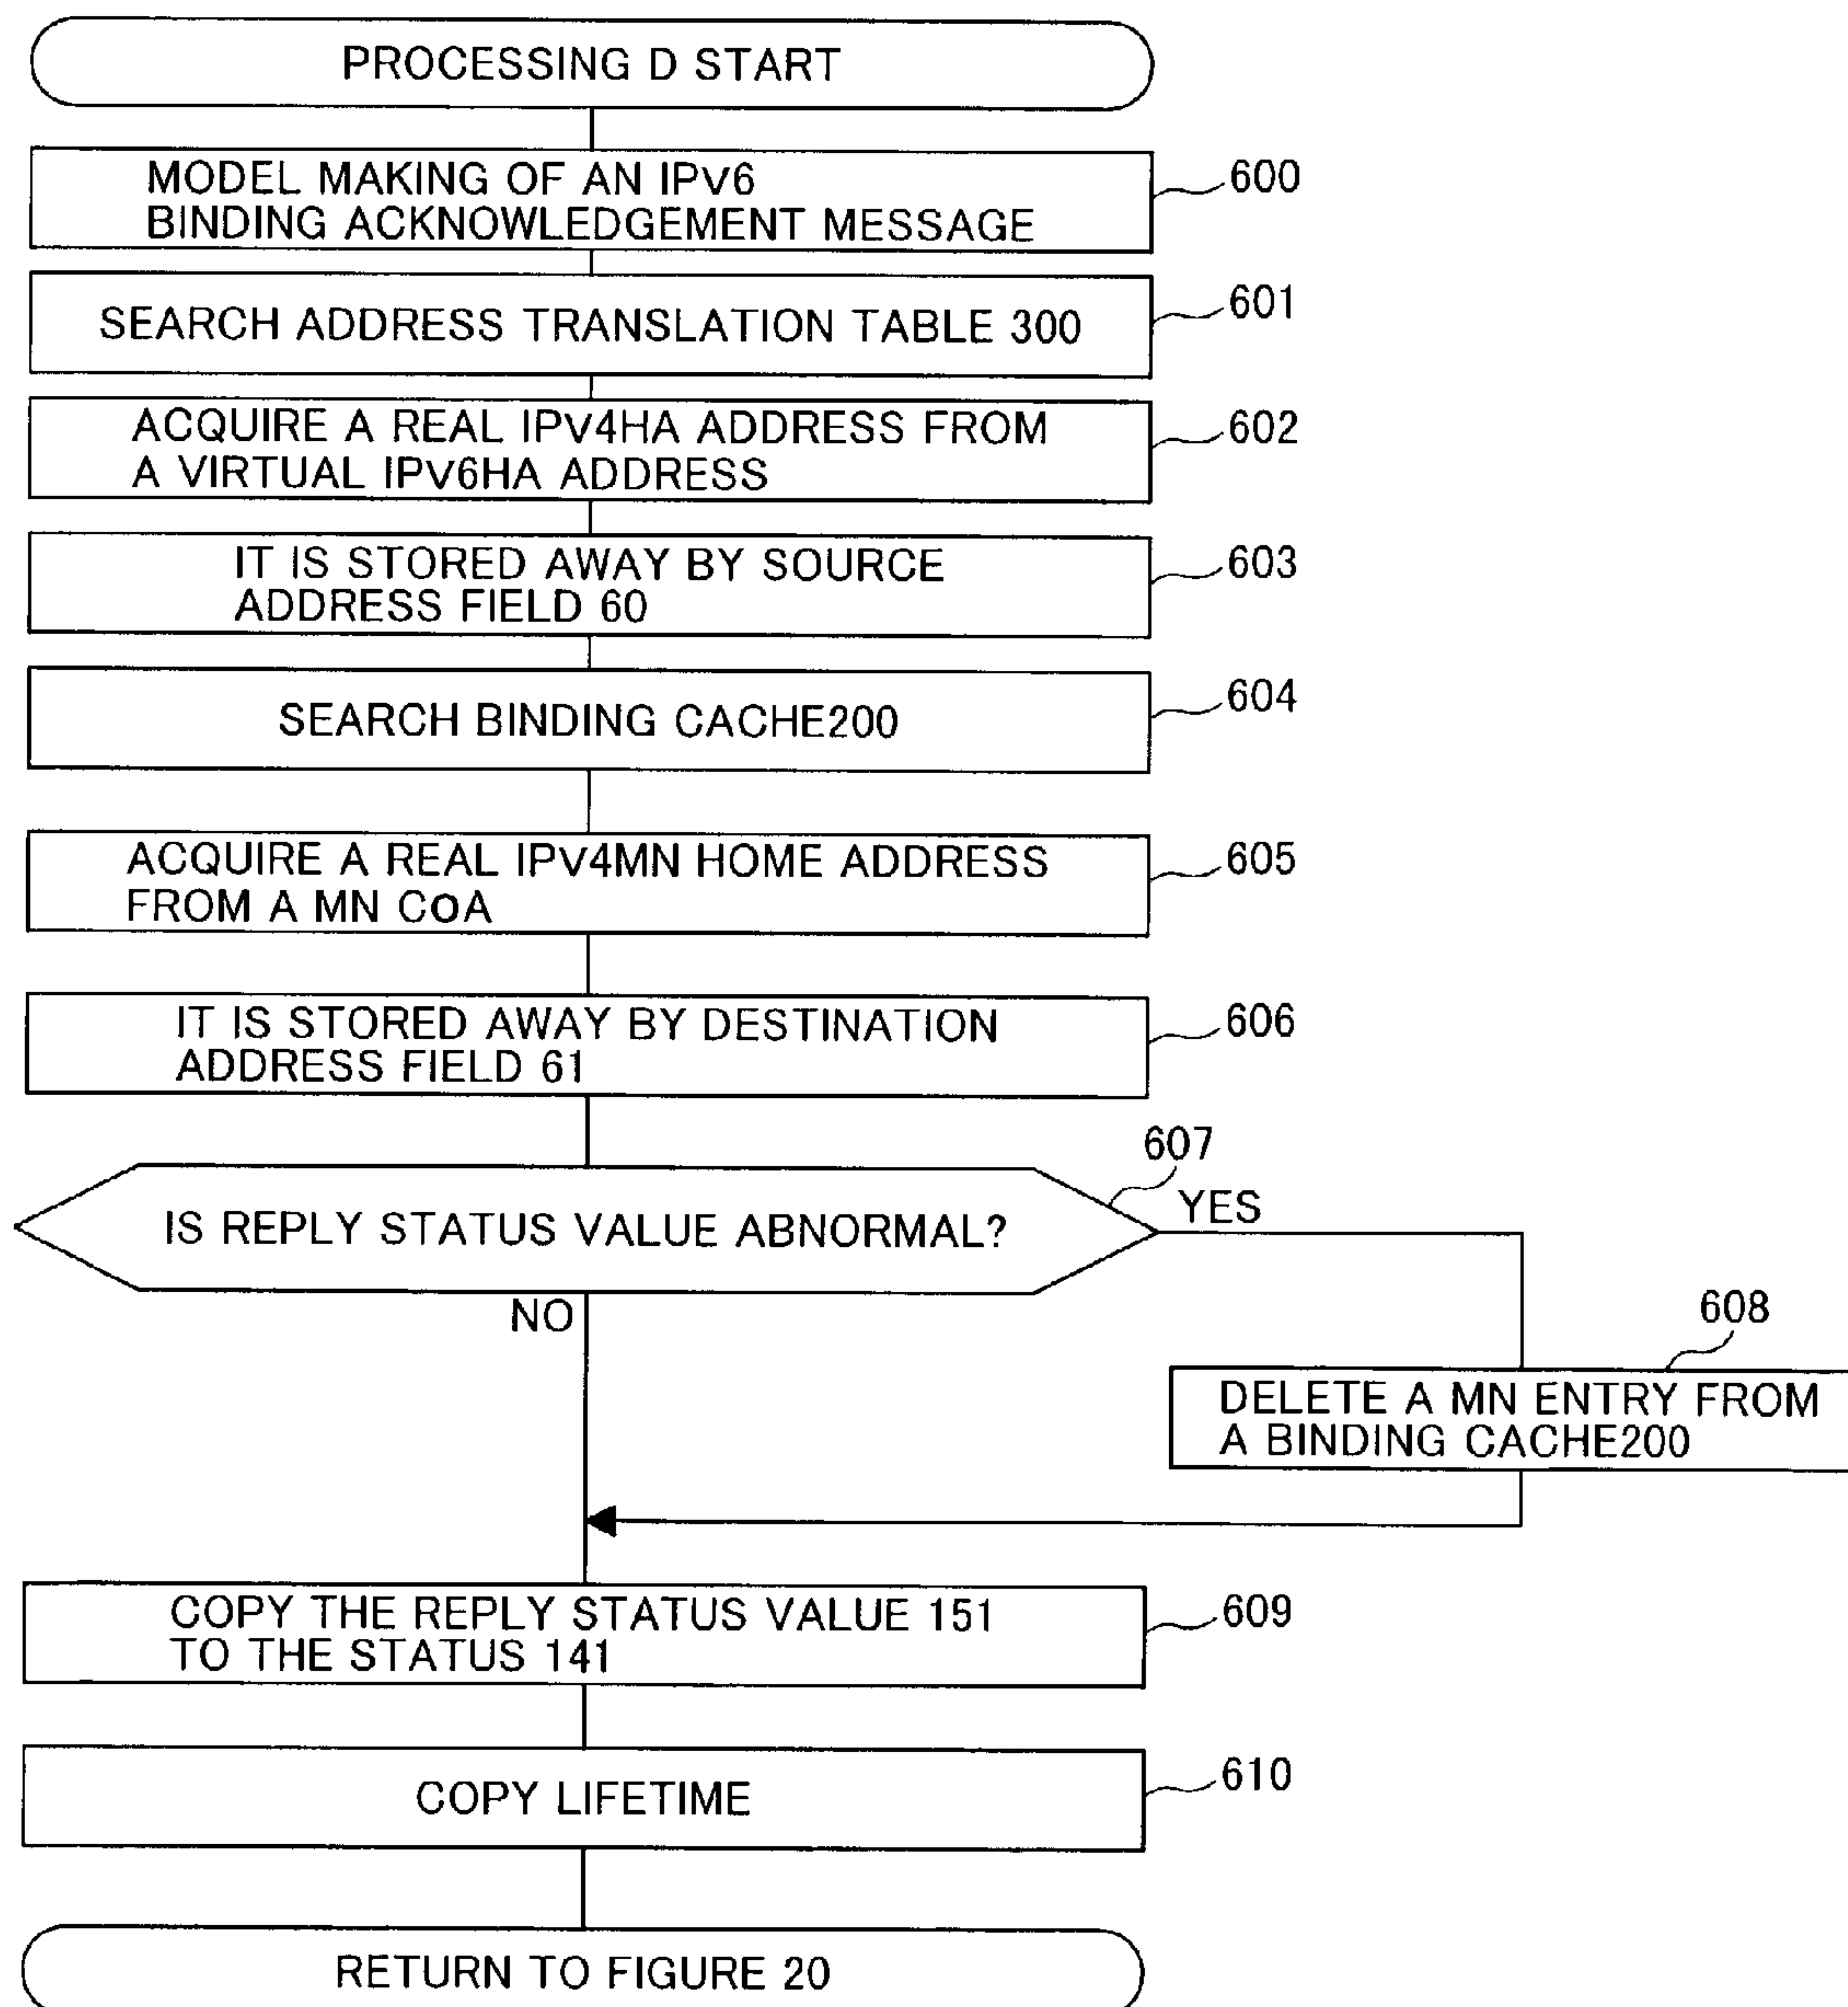 PROCESSING D START
MODEL MAKING OF AN IPV6
BINDING ACKNOWLEDGEMENT MESSAGE
600
SEARCH ADDRESS TRANSLATION TABLE 300
601
ACQUIRE A REAL IPV4HA ADDRESS FROM
A VIRTUAL IPV6HA ADDRESS
602
IT IS STORED AWAY BY SOURCE
ADDRESS FIELD 60
603
SEARCH BINDING CACHE200
604
ACQUIRE A REAL IPV4MN HOME ADDRESS
FROM A MN COA
605
IT IS STORED AWAY BY DESTINATION
ADDRESS FIELD 61
606
607
IS REPLY STATUS VALUE ABNORMAL?
YES
NO
608
DELETE A MN ENTRY FROM
A BINDING CACHE200
COPY THE REPLY STATUS VALUE 151
TO THE STATUS 141
609
COPY LIFETIME
610
RETURN TO FIGURE 20